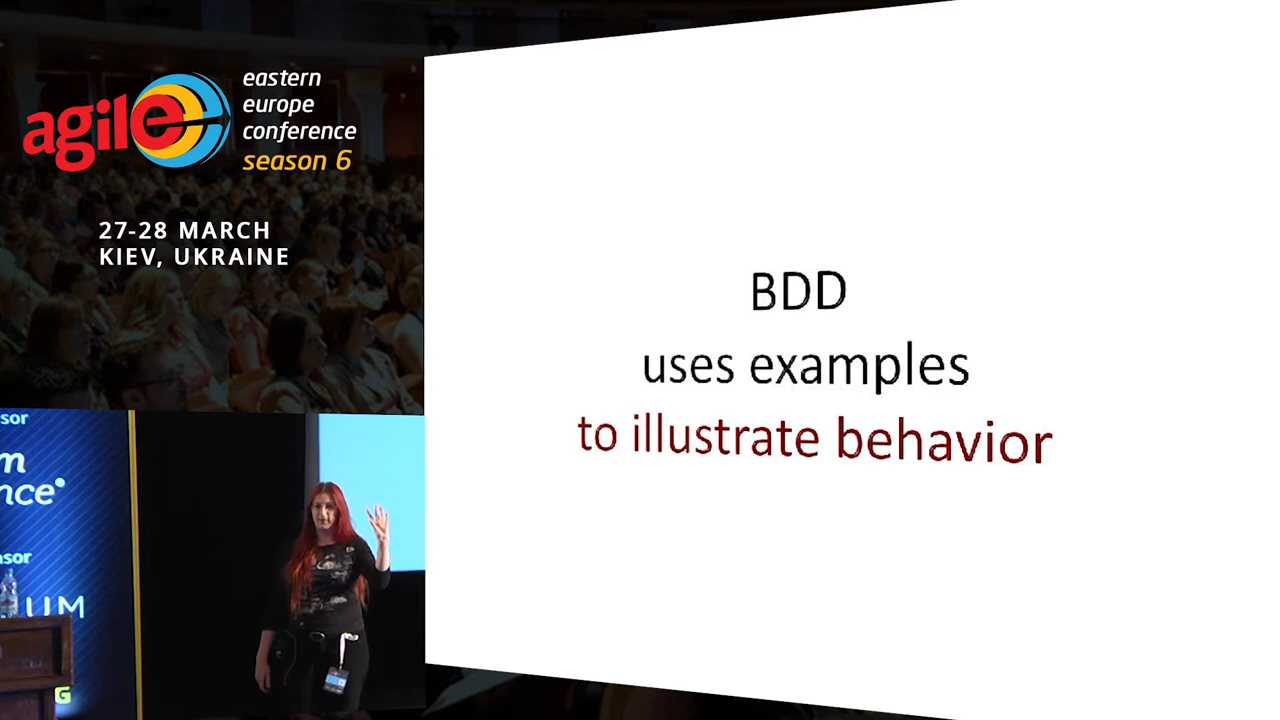 agile
eastern
europe
conference
season 6
27-28 MARCH
KIEV, UKRAINE
BDD
uses examples
to illustrate behavior